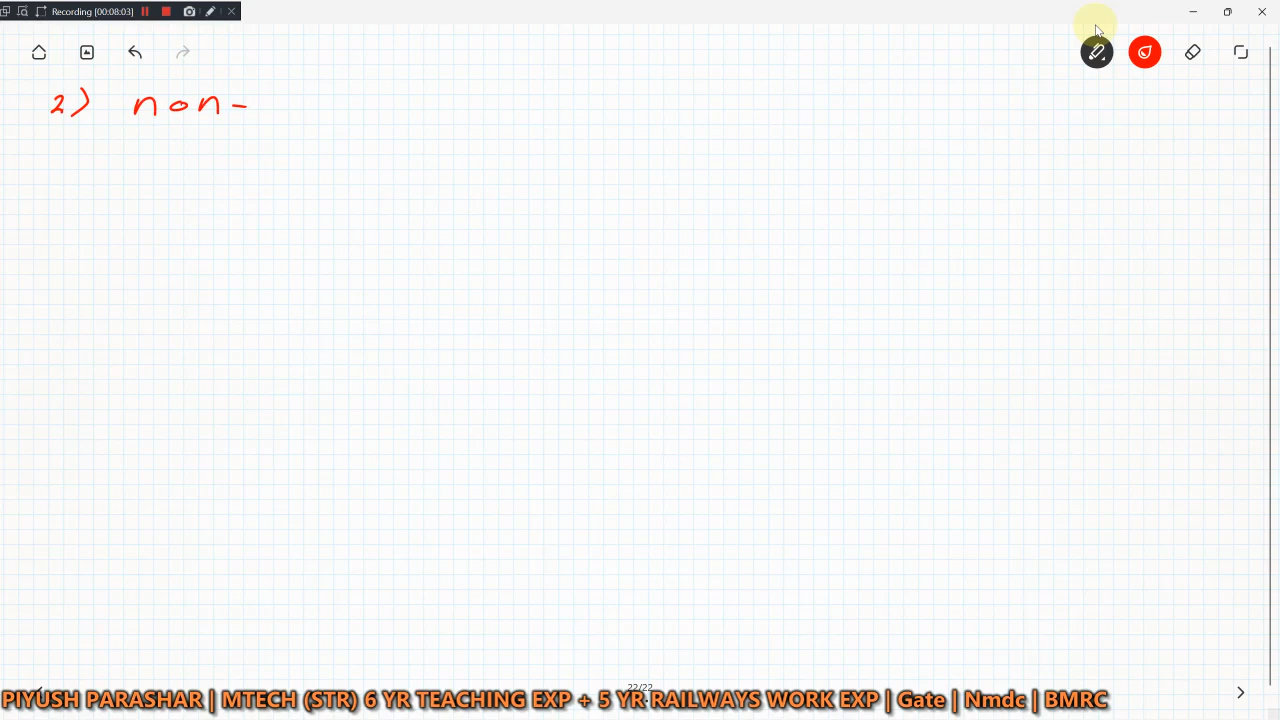 Recording [00:08:03]
2) non-
22/22
PIYUSH PARASHAR | MTECH (STR) 6 YR TEACHING EXP + 5 YR RAILWAYS WORK EXP | Gate | Nmdc | BMRC